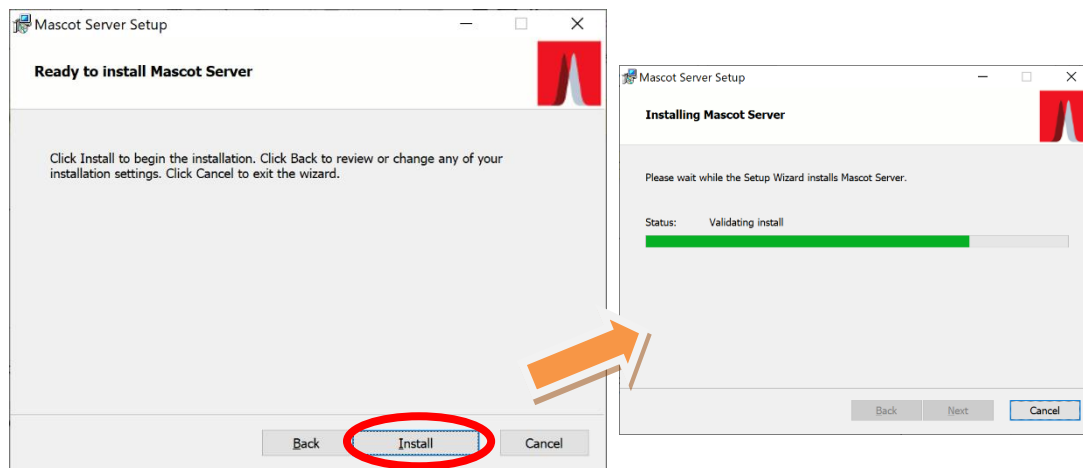 Mascot Server Setup
Ready to install Mascot Server
Click Install to begin the installation. Click Back to review or change any of your
installation settings. Click Cancel to exit the wizard.
Back Install Cancel
Mascot Server Setup
Installing Mascot Server
Please wait while the Setup Wizard installs Mascot Server.
Status: Validating install
Back Next Cancel